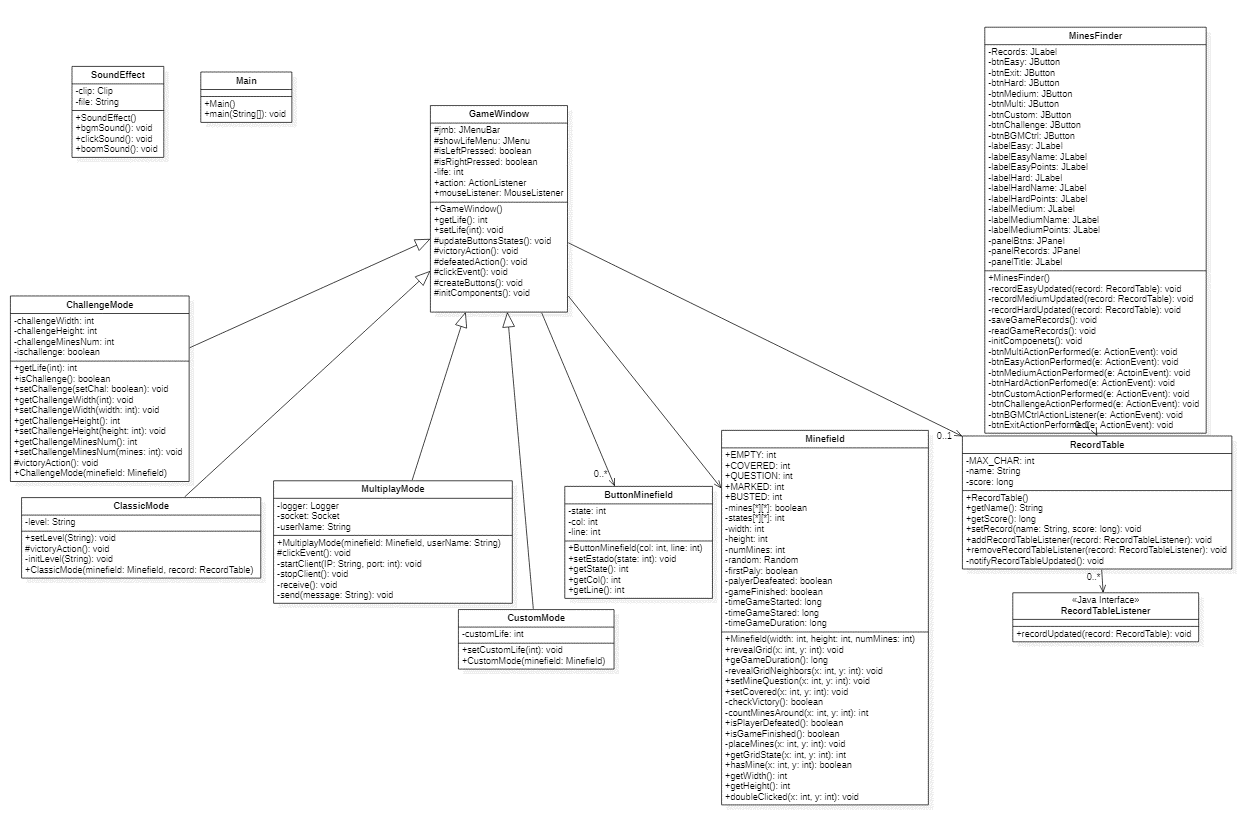 SoundEffect
-clip: Clip
-file: String
+SoundEffect()
+bgmSound(): void
+clickSound(): void
+boomSound(): void
Main
+Main()
+main(String[]): void
GameWindow
#jmb: JMenuBar
#showLifeMenu: JMenu
#isLeftPressed: boolean
#isRightPressed: boolean
-life: int
+action: ActionListener
+mouseListener: MouseListener
+GameWindow()
+getLife(): int
+setLife(int): void
#updateButtonsStates(): void
#victoryAction(): void
#defeatedAction(): void
#clickEvent(): void
#createButtons(): void
#initComponents(): void
MinesFinder
-Records: JLabel
-btnEasy: JButton
-btnExit: JButton
-btnHard: JButton
-btnMedium: JButton
-btnMulti: JButton
-btnCustom: JButton
-btnChallenge: JButton
-btnBGMCtrl: JButton
-labelEasy: JLabel
-labelEasyName: JLabel
-labelEasyPoints: JLabel
-labelHard: JLabel
-labelHardName: JLabel
-labelHardPoints: JLabel
-labelMedium: JLabel
-labelMediumName: JLabel
-labelMediumPoints: JLabel
-panelBtns: JPanel
-panelRecords: JPanel
-panelTitle: JLabel
+MinesFinder()
-recordEasyUpdated(record: RecordTable): void
-recordMediumUpdated(record: RecordTable): void
-recordHardUpdated(record: RecordTable): void
-saveGameRecords(): void
-readGameRecords(): void
-initCompoenets(): void
-btnMultiActionPerformed(e: ActionEvent): void
-btnEasyActionPerformed(e: ActionEvent): void
-btnMediumActionPerformed(e: ActoinEvent): void
-btnHardActionPerfomed(e: ActionEvent): void
-btnCustomActionPerformed(e: ActionEvent): void
-btnChallengeActionPerformed(e: ActionEvent): void
-btnBGMCtrlActionListener(e: ActionEvent): void
-btnExitActionPerformed(e: ActionEvent): void
ChallengeMode
-challengeWidth: int
-challengeHeight: int
-challengeMinesNum: int
-ischallenge: boolean
+getLife(int): int
+isChallenge(): boolean
+setChallenge(setChal: boolean): void
+getChallengeWidth(int): void
+setChallengeWidth(width: int): void
+getChallengeHeight(): int
+setChallengeHeight(height: int): void
+getChallengeMinesNum(): int
+setChallengeMinesNum(mines: int): void
#victoryAction(): void
+ChallengeMode(minefield: Minefield)
ClassicMode
-level: String
+setLevel(String): void
#victoryAction(): void
-initLevel(String): void
+ClassicMode(minefield: Minefield, record: RecordTable)
MultiplayMode
-logger: Logger
-socket: Socket
-userName: String
+MultiplayMode(minefield: Minefield, userName: String)
#clickEvent(): void
-startClient(IP: String, port: int): void
-stopClient(): void
-receive(): void
-send(message: String): void
CustomMode
-customLife: int
+setCustomLife(int): void
+CustomMode(minefield: Minefield)
0..*
ButtonMinefield
-state: int
-col: int
-line: int
+ButtonMinefield(col: int, line: int)
+setEstado(state: int): void
+getState(): int
+getCol(): int
+getLine(): int
Minefield
+EMPTY: int
+COVERED: int
+QUESTION: int
+MARKED: int
+BUSTED: int
-mines[*][*]: boolean
-states[*][*]: int
-width: int
-height: int
-numMines: int
-random: Random
-firstPaly: boolean
-palyerDeafeated: boolean
-gameFinished: boolean
-timeGameStarted: long
-timeGameStared: long
-timeGameDuration: long
+Minefield(width: int, height: int, numMines: int)
+revealGrid(x: int, y: int): void
+geGameDuration(): long
-revealGridNeighbors(x: int, y: int): void
+setMineQuestion(x: int, y: int): void
+setCovered(x: int, y: int): void
-checkVictory(): boolean
-countMinesAround(x: int, y: int): int
+isPlayerDefeated(): boolean
+isGameFinished(): boolean
-placeMines(x: int, y: int): void
+getGridState(x: int, y: int): int
+hasMine(x: int, y: int): boolean
+getWidth(): int
+getHeight(): int
+doubleClicked(x: int, y: int): void
0..1
RecordTable
-MAX_CHAR: int
-name: String
-score: long
+RecordTable()
+getName(): String
+getScore(): long
+setRecord(name: String, score: long): void
+addRecordTableListener(record: RecordTableListener): void
+removeRecordTableListener(record: RecordTableListener): void
-notifyRecordTableUpdated(): void
0..*
«Java Interface»
RecordTableListener
+recordUpdated(record: RecordTable): void